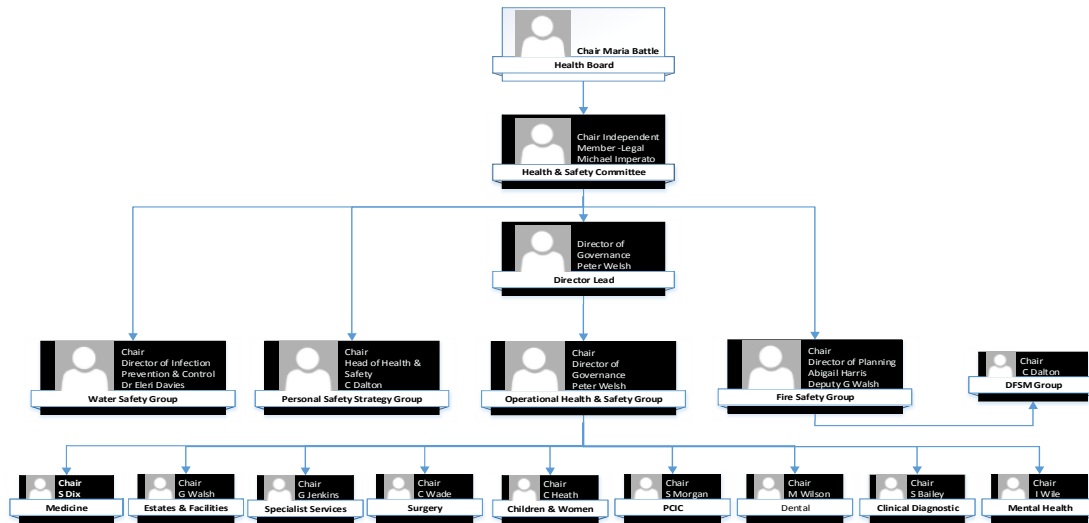 Chair Maria Battle
Health Board
Chair Independent
Member -Legal
Michael Imperato
Health & Safety Committee
Director of
Governance
Peter Welsh
Director Lead
Chair
Director of Infection
Prevention & Control
Dr Eleri Davies
Water Safety Group
Chair
Head of Health &
Safety
C Dalton
Personal Safety Strategy Group
Chair
Director of
Governance
Peter Welsh
Operational Health & Safety Group
Chair
Director of Planning
Abigail Harris
Deputy G Walsh
Fire Safety Group
Chair
C Dalton
DFSM Group
Chair
S Dix
Medicine
Chair
G Walsh
Estates & Facilities
Chair
G Jenkins
Specialist Services
Chair
C Wade
Surgery
Chair
C Heath
Children & Women
Chair
S Morgan
PCIC
Chair
M Wilson
Dental
Chair
S Bailey
Clinical Diagnostic
Chair
I Wile
Mental Health